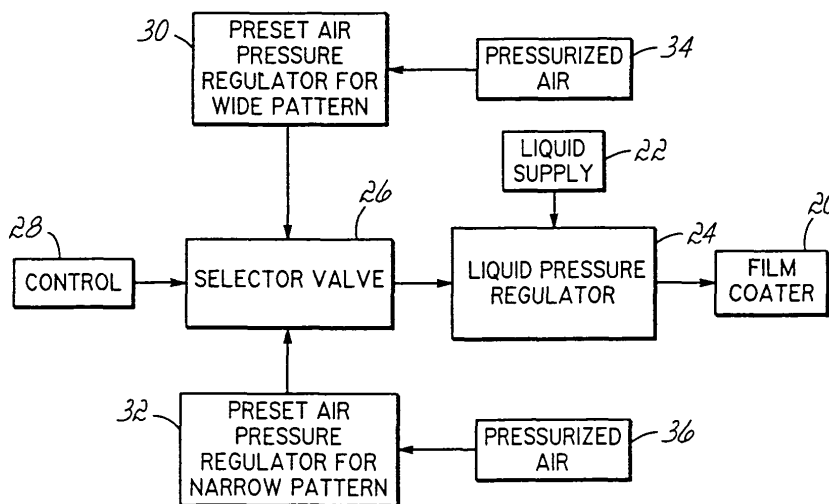 30
PRESET AIR
PRESSURE
REGULATOR FOR
WIDE PATTERN
PRESSURIZED
AIR
34
LIQUID
SUPPLY
22
28
CONTROL
26
SELECTOR VALVE
LIQUID PRESSURE
REGULATOR
24
FILM
COATER
20
32
PRESET AIR
PRESSURE
REGULATOR FOR
NARROW PATTERN
PRESSURIZED
AIR
36